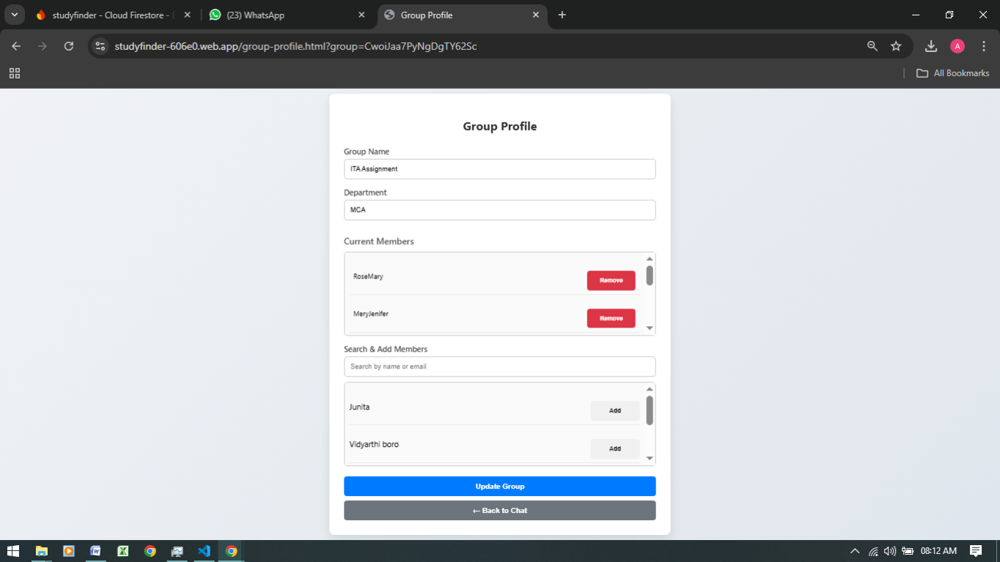 studyfinder - Cloud Firestore -
(23) WhatsApp
Group Profile
studyfinder-606e0.web.app/group-profile.html?group=CwoiJaa7PyNgDgTY62Sc
A
All Bookmarks
Group Profile
Group Name
ITA Assignment
Department
MCA
Current Members
RoseMary
Remove
MeryJenifer
Remove
Search & Add Members
Search by name or email
Junita
Add
Vidyarthi boro
Add
Update Group
← Back to Chat
08:12 AM